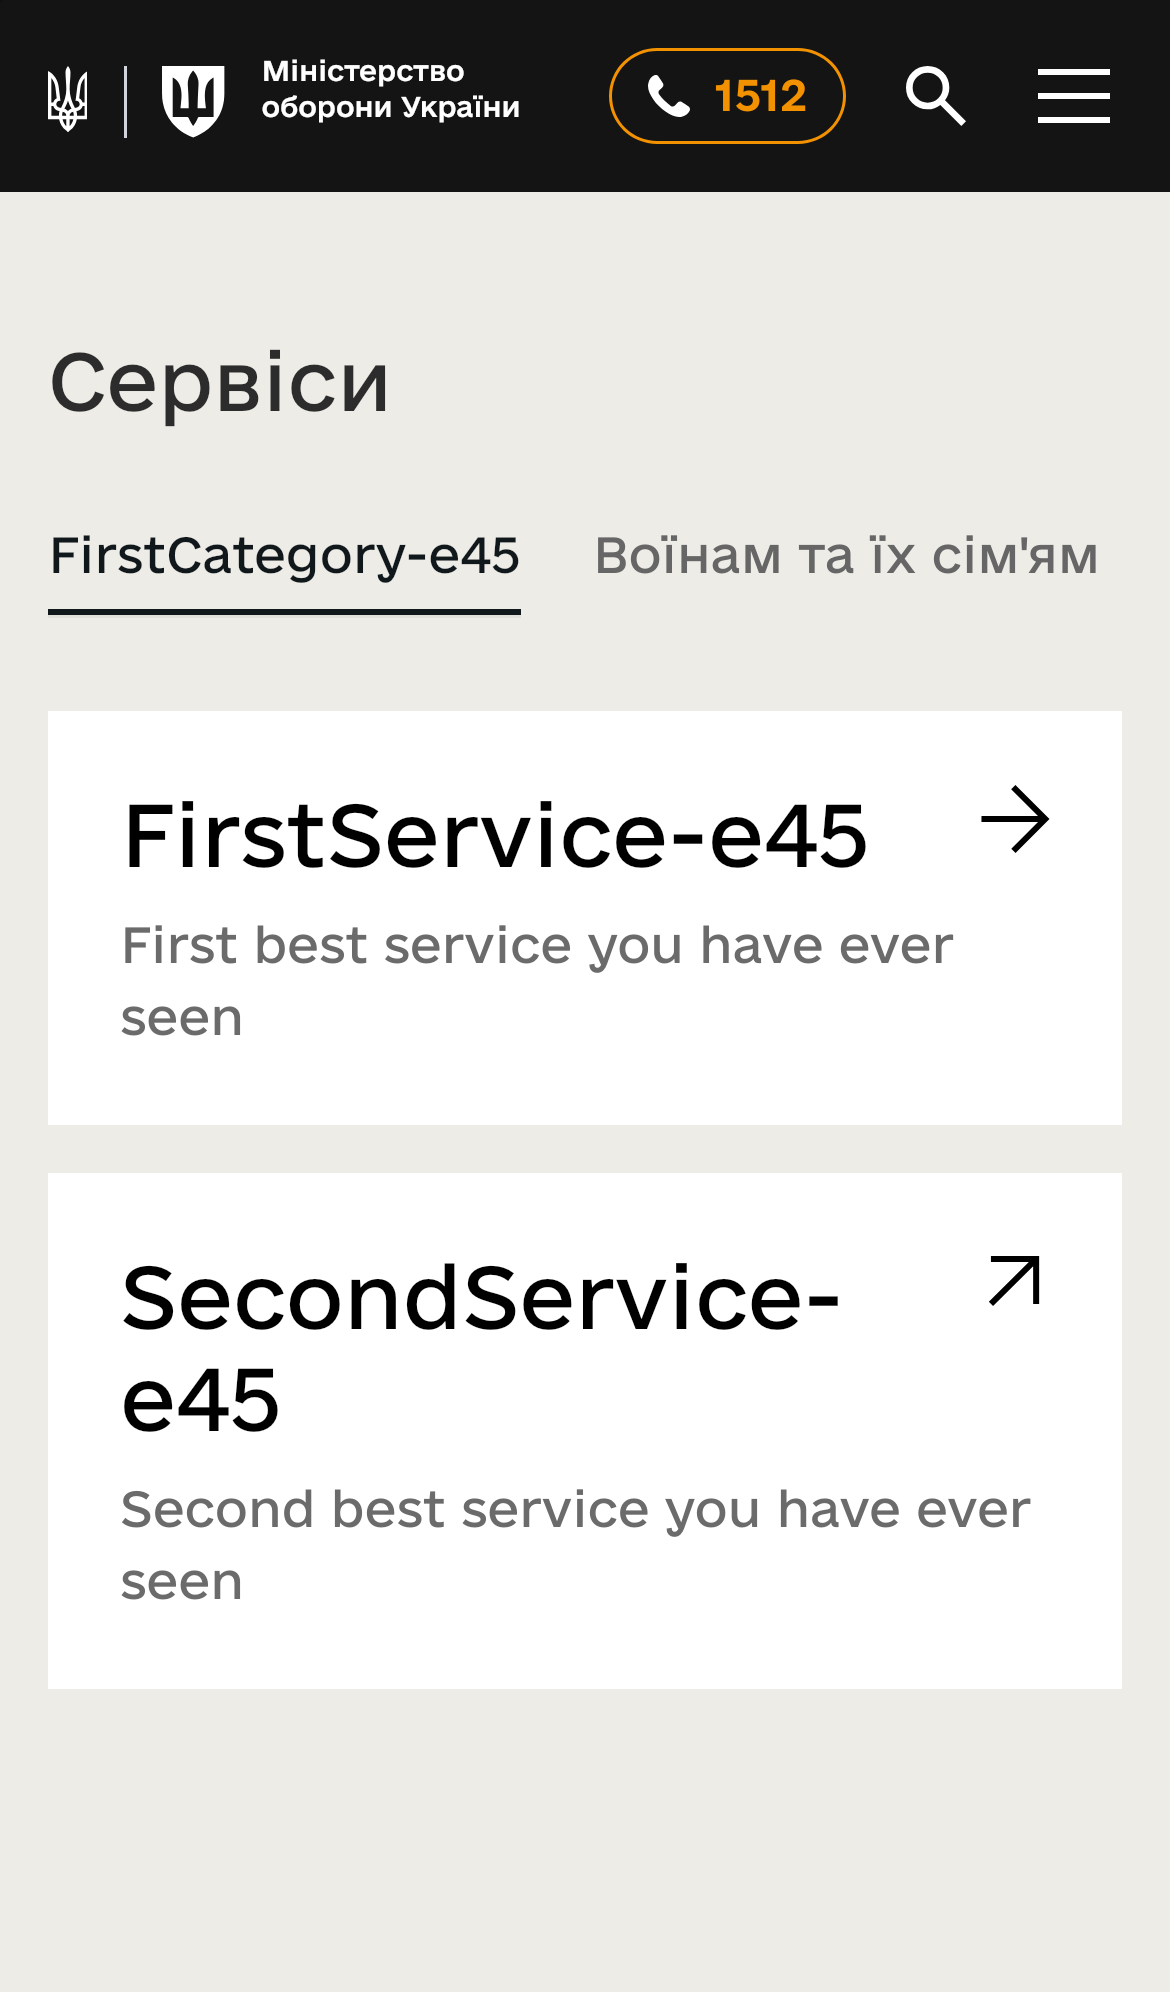 Міністерство
оборони України
1512
Сервіси
FirstCategory-e45
Воїнам та їх сім'ям
FirstService-e45
First best service you have ever
seen
SecondService-
e45
Second best service you have ever
seen